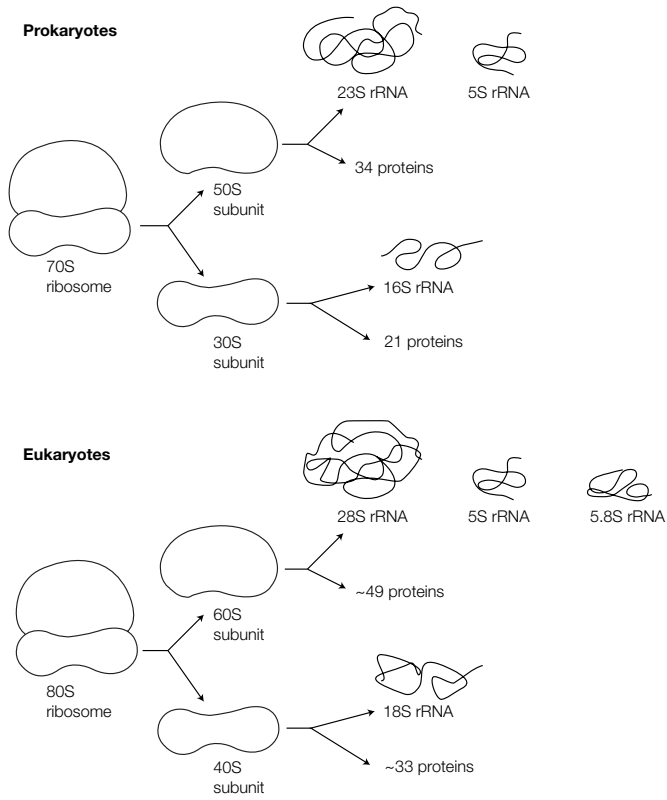 Prokaryotes
23S rRNA
5S rRNA
34 proteins
50S
subunit
70S
ribosome
16S rRNA
21 proteins
30S
subunit
Eukaryotes
28S rRNA
5S rRNA
5.8S rRNA
~49 proteins
60S
subunit
80S
ribosome
18S rRNA
~33 proteins
40S
subunit